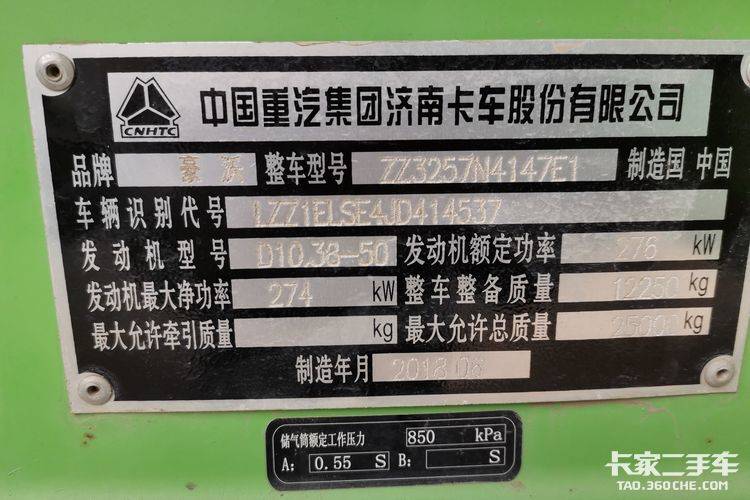 CNHTC 中国重汽集团济南卡车股份有限公司
品牌 豪沃 整车型号 ZZ3257N4147E1 制造国 中国
车辆识别代号 LZZ1ELSF4JD414537
发动机型号 D10.38-50 发动机额定功率 276 kW
发动机最大净功率 274 kW 整车整备质量 12250 kg
最大允许牵引质量 kg 最大允许总质量 25000 kg
制造年月 2018 06
储气筒额定工作压力 850 kPa
A: 0.55 S B: S
卡家二手车
TAO.360CHE.COM